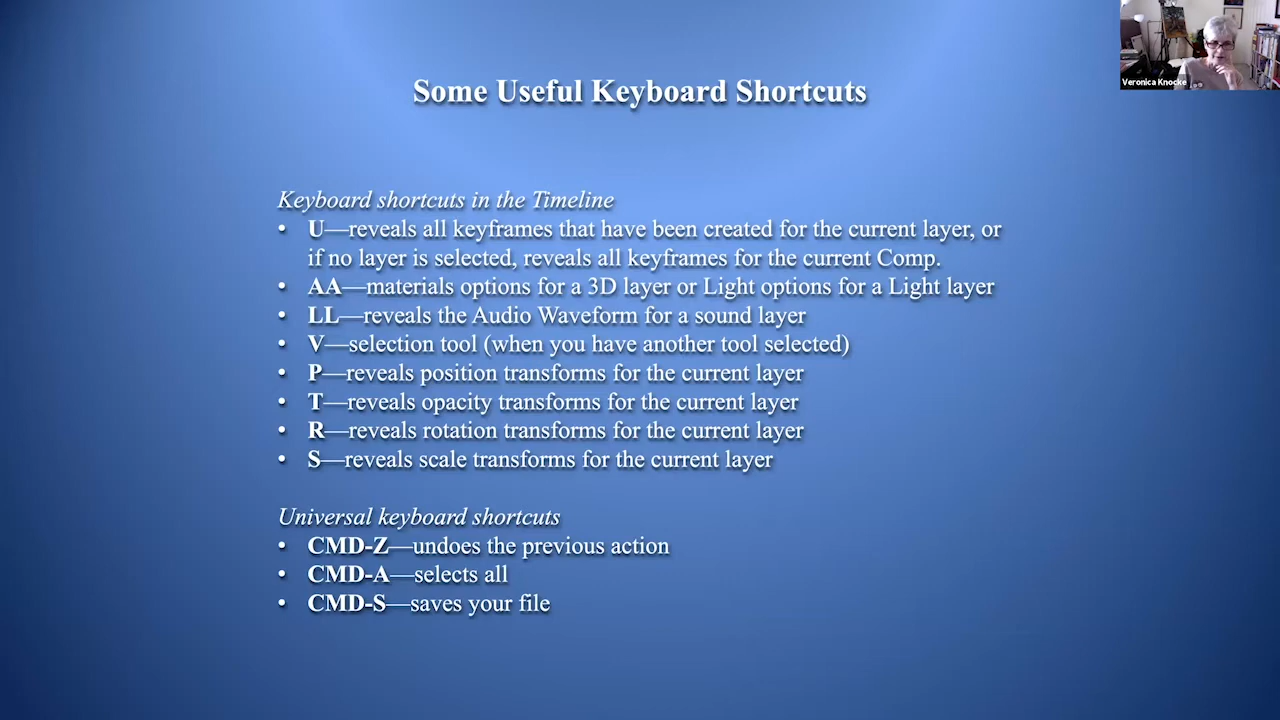 Some Useful Keyboard Shortcuts
Veronica Knocke
Keyboard shortcuts in the Timeline
• U—reveals all keyframes that have been created for the current layer, or
if no layer is selected, reveals all keyframes for the current Comp.
• AA—materials options for a 3D layer or Light options for a Light layer
• LL—reveals the Audio Waveform for a sound layer
• V—selection tool (when you have another tool selected)
• P—reveals position transforms for the current layer
• T—reveals opacity transforms for the current layer
• R—reveals rotation transforms for the current layer
• S—reveals scale transforms for the current layer
Universal keyboard shortcuts
• CMD-Z—undoes the previous action
• CMD-A—selects all
• CMD-S—saves your file